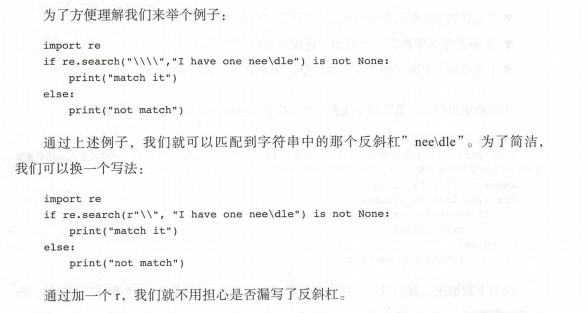 为了方便理解我们来举个例子：
import re
if re.search("\\\\","I have one nee\dle") is not None:
    print("match it")
else:
    print("not match")
通过上述例子，我们就可以匹配到字符串中的那个反斜杠”nee\dle”。为了简洁，
我们可以换一个写法：
import re
if re.search(r"\\", "I have one nee\dle") is not None:
    print("match it")
else:
    print("not match")
通过加一个 r，我们就不用担心是否漏写了反斜杠。